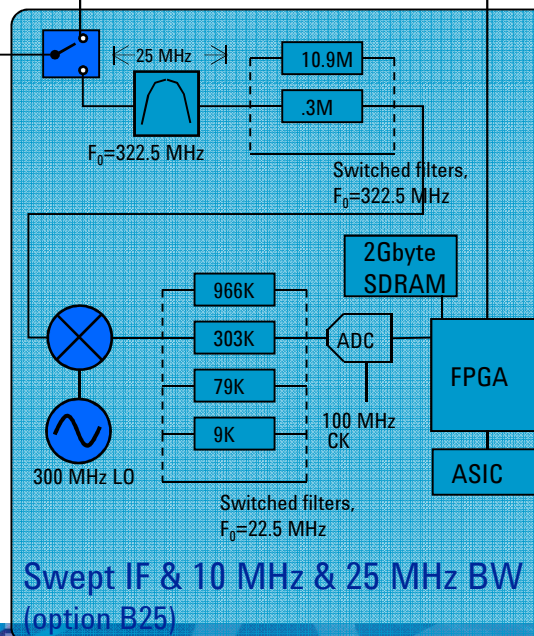 25 MHz
10.9M
.3M
F₀=322.5 MHz
Switched filters,
F₀=322.5 MHz
2Gbyte
SDRAM
966K
303K
ADC
79K
FPGA
9K
100 MHz
CK
300 MHz LO
ASIC
Switched filters,
F₀=22.5 MHz
Swept IF & 10 MHz & 25 MHz BW
(option B25)